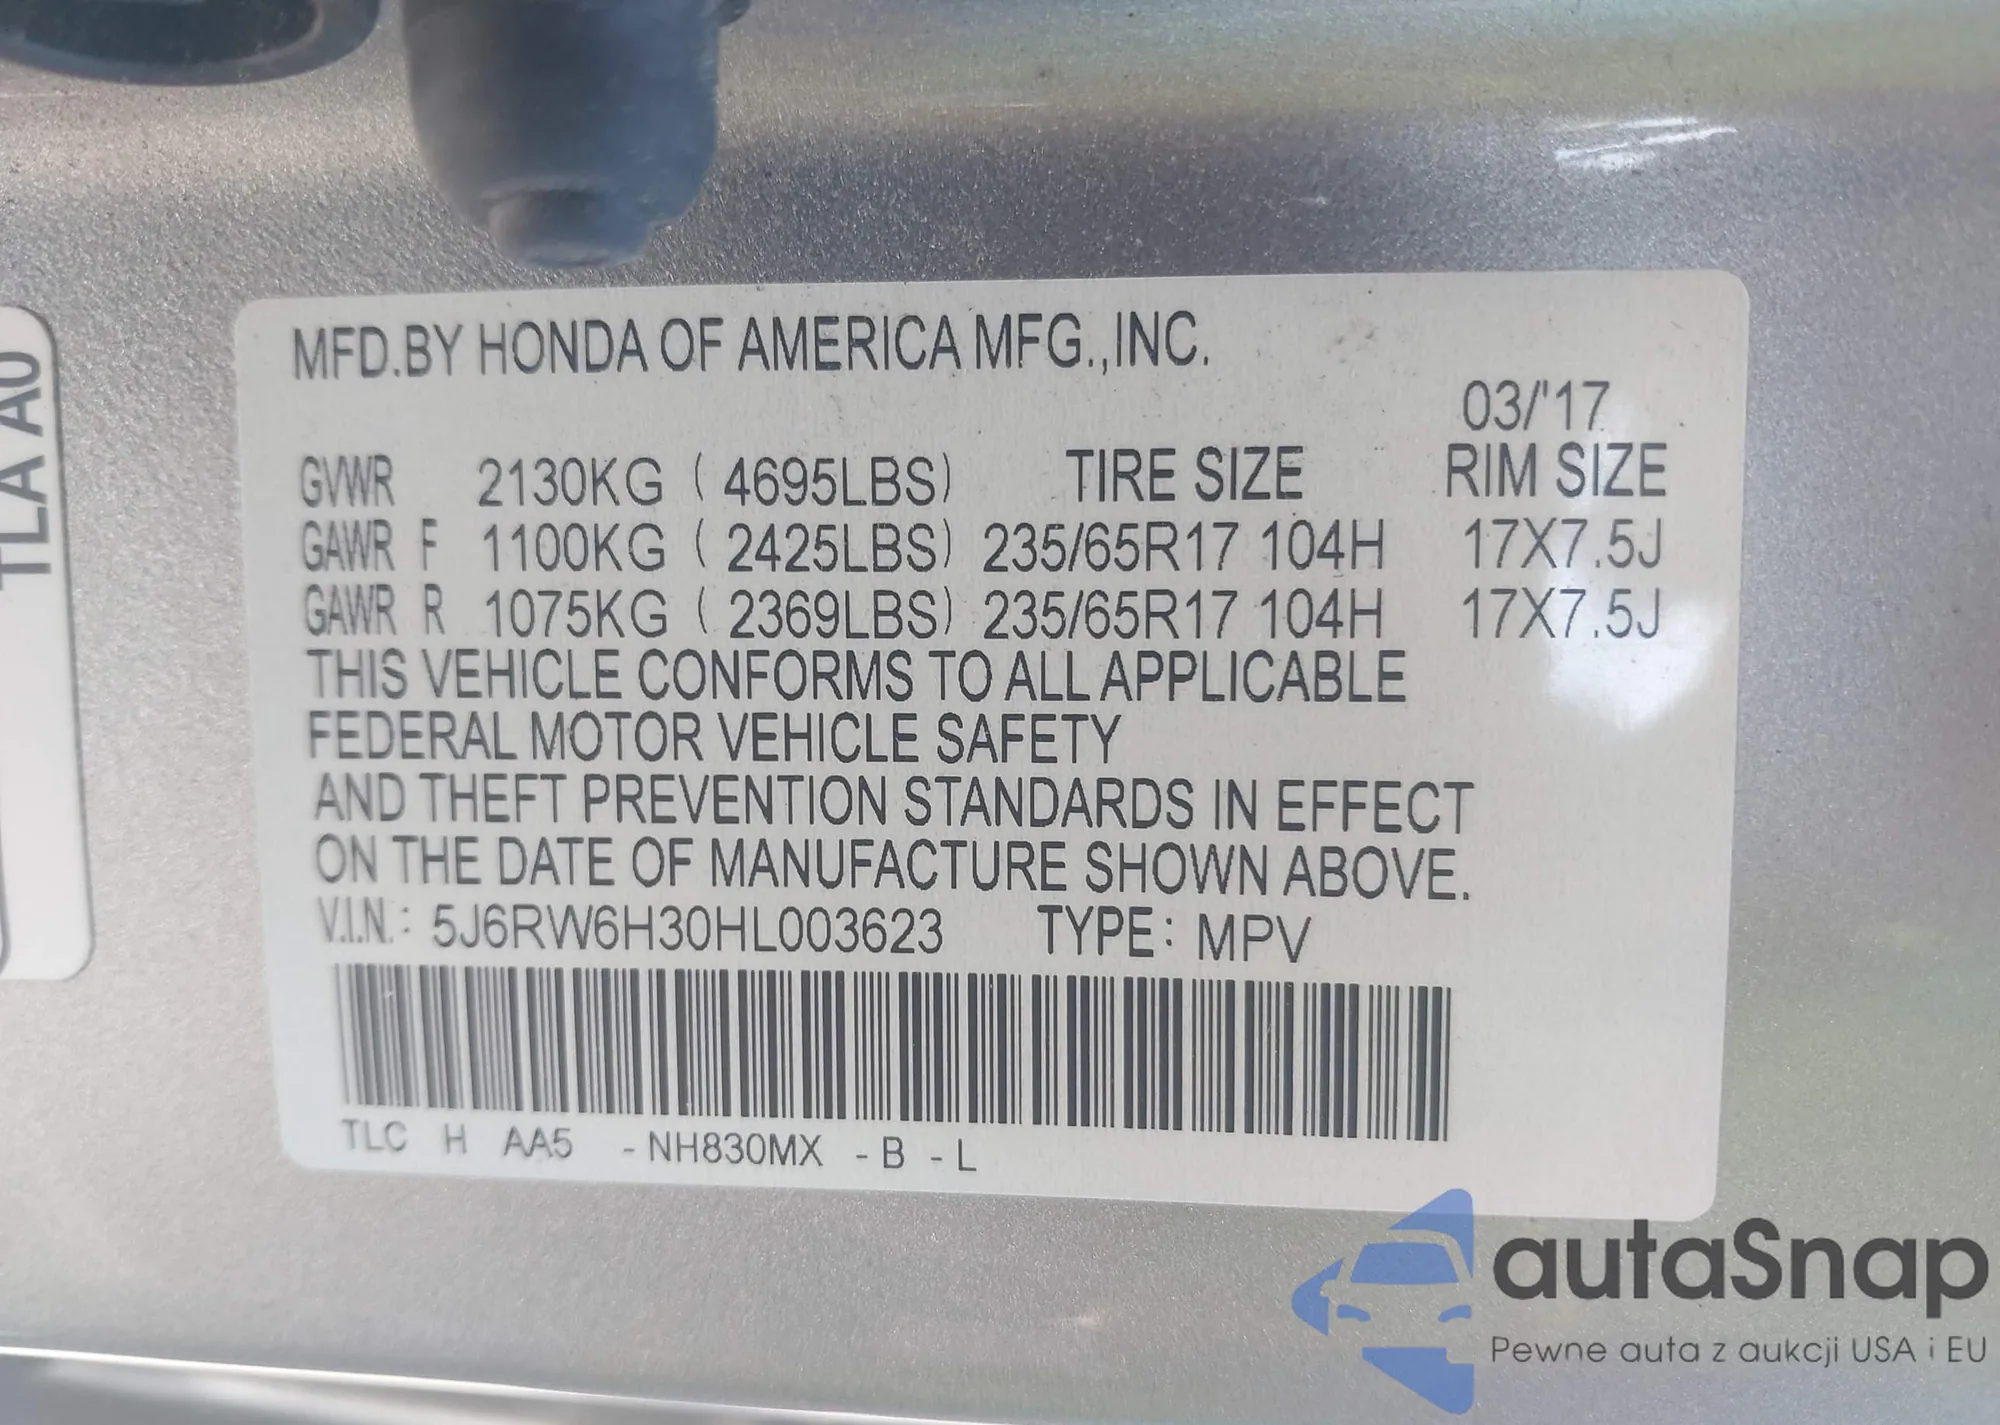 TLA A0
MFD.BY HONDA OF AMERICA MFG.,INC.
03/'17
GVWR 2130KG ( 4695LBS) TIRE SIZE RIM SIZE
GAWR F 1100KG ( 2425LBS) 235/65R17 104H 17X7.5J
GAWR R 1075KG ( 2369LBS) 235/65R17 104H 17X7.5J
THIS VEHICLE CONFORMS TO ALL APPLICABLE
FEDERAL MOTOR VEHICLE SAFETY
AND THEFT PREVENTION STANDARDS IN EFFECT
ON THE DATE OF MANUFACTURE SHOWN ABOVE.
V.I.N.: 5J6RW6H30HL003623 TYPE: MPV
TLC H AA5 -NH830MX -B -L
autaSnap
Pewne auta z aukcji USA i EU